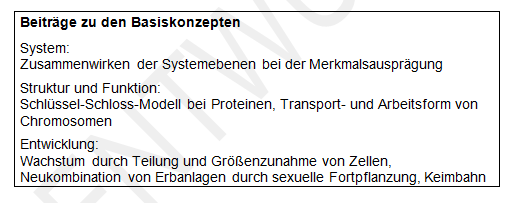 Beiträge zu den Basiskonzepten
System:
Zusammenwirken der Systemebenen bei der Merkmalsausprägung
Struktur und Funktion:
Schlüssel-Schloss-Modell bei Proteinen, Transport- und Arbeitsform von
Chromosomen
Entwicklung:
Wachstum durch Teilung und Größenzunahme von Zellen,
Neukombination von Erbanlagen durch sexuelle Fortpflanzung, Keimbahn
ENTWU